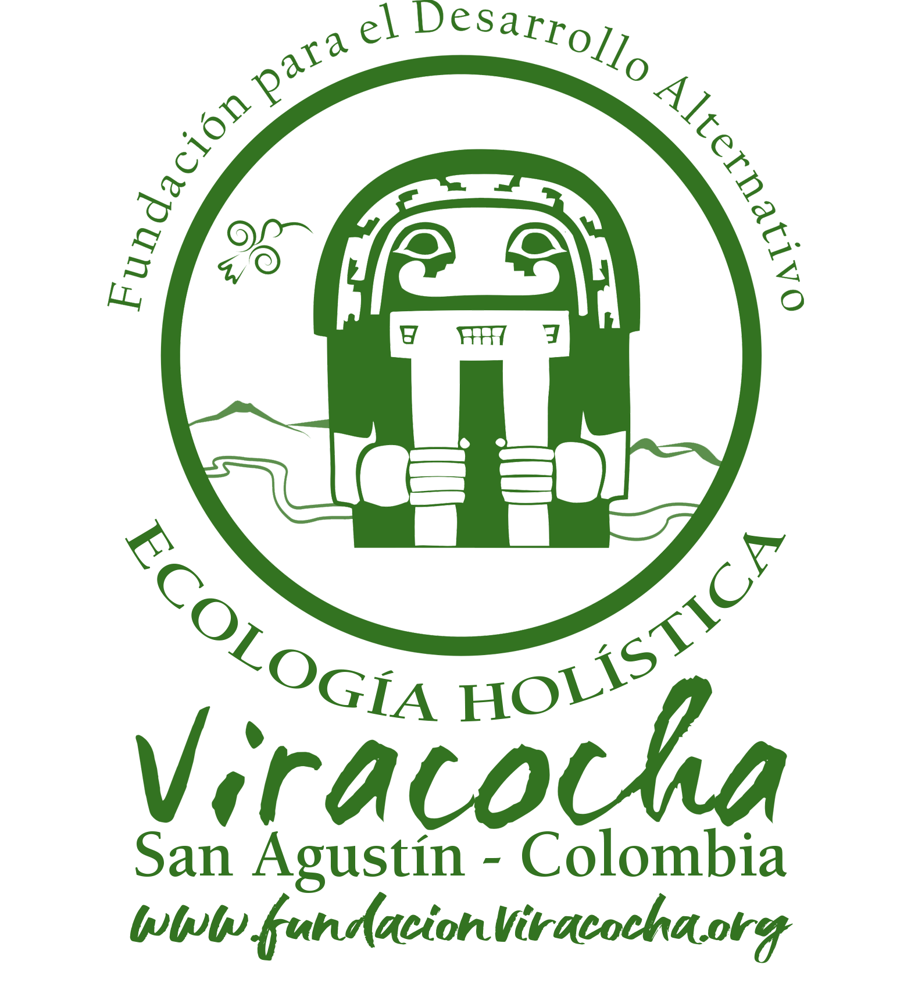 Fundación para el Desarrollo Alternativo
ECOLOGÍA HOLÍSTICA
Viracocha
San Agustín - Colombia
www.fundacionviracocha.org